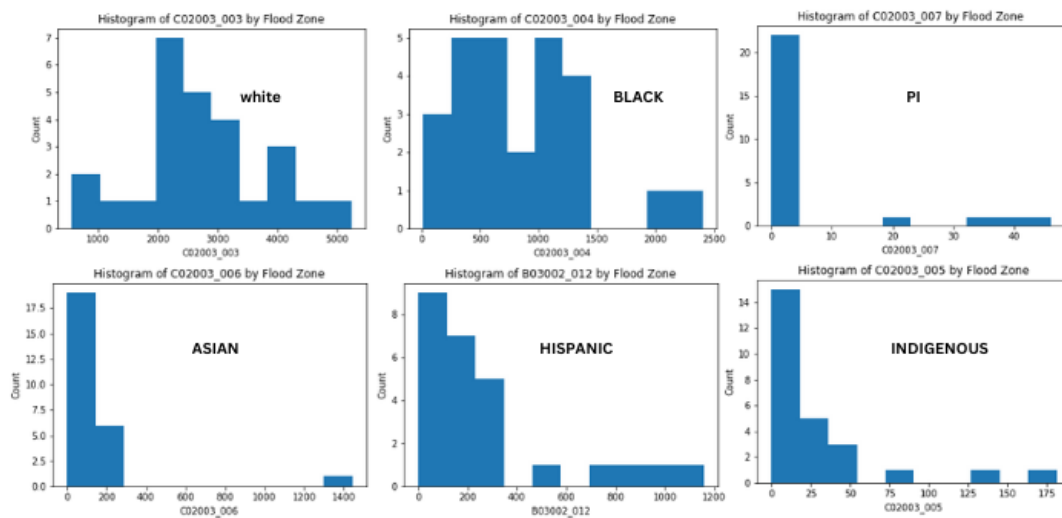 Histogram of C02003_003 by Flood Zone
7
6
5
4
3
2
1
0
Count
white
1000 2000 3000 4000 5000
C02003_003
Histogram of C02003_004 by Flood Zone
5
4
3
2
1
0
Count
BLACK
0 500 1000 1500 2000 2500
C02003_004
Histogram of C02003_007 by Flood Zone
20
15
10
5
0
Count
PI
0 10 20 30 40
C02003_007
Histogram of C02003_006 by Flood Zone
17.5
15.0
12.5
10.0
7.5
5.0
2.5
0.0
Count
ASIAN
0 200 400 600 800 1000 1200 1400
C02003_006
Histogram of B03002_012 by Flood Zone
8
6
4
2
0
Count
HISPANIC
0 200 400 600 800 1000 1200
B03002_012
Histogram of C02003_005 by Flood Zone
14
12
10
8
6
4
2
0
Count
INDIGENOUS
0 25 50 75 100 125 150 175
C02003_005